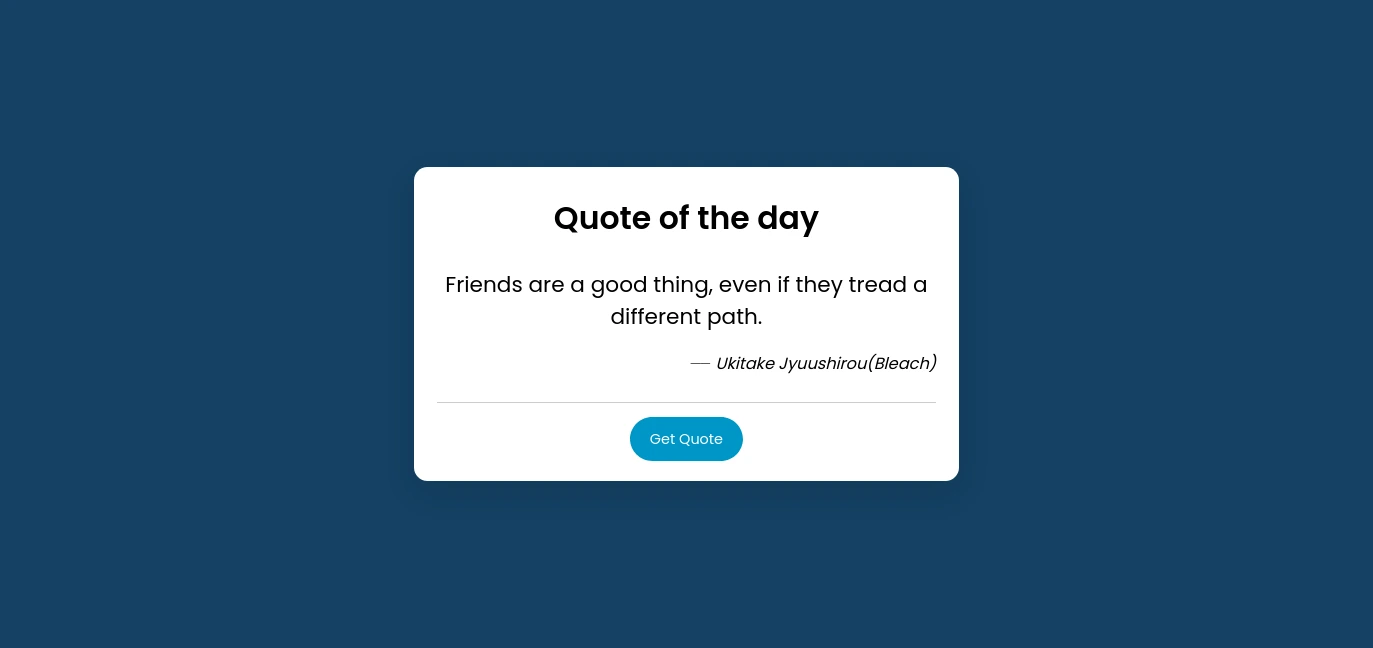 Quote of the day
Friends are a good thing, even if they tread a
different path.
── Ukitake Jyuushirou(Bleach)
Get Quote